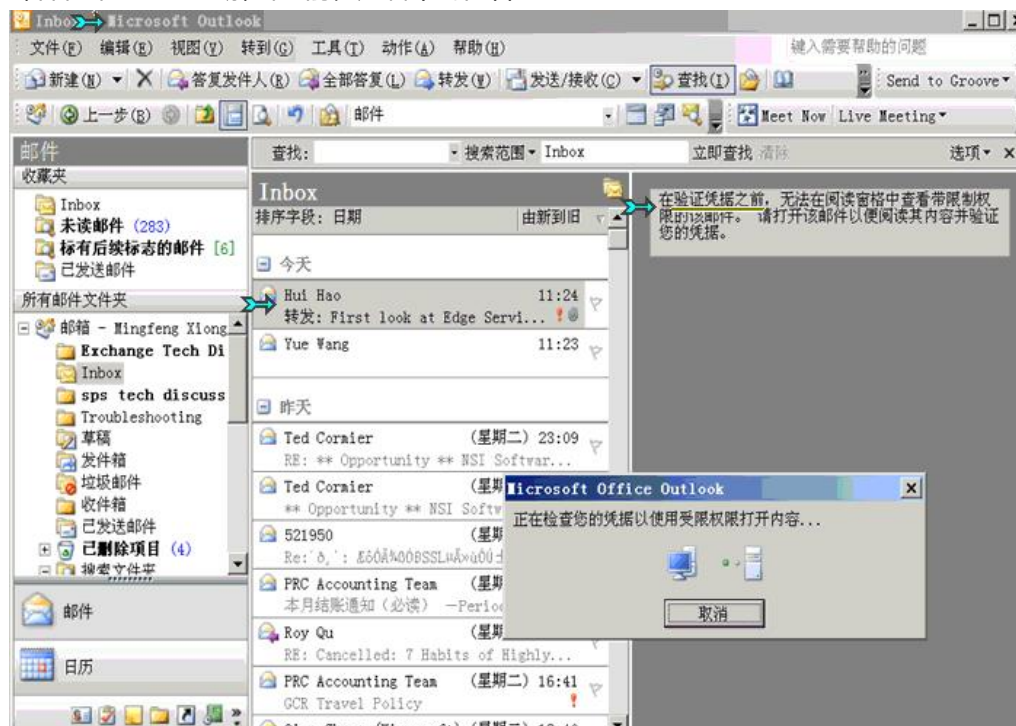 Inbox - Microsoft Outlook
文件(F) 编辑(E) 视图(V) 转到(G) 工具(T) 动作(A) 帮助(H)
键入需要帮助的问题
新建(N) 答复发件人(R) 全部答复(L) 转发(W) 发送/接收(C) 查找(I) Send to Groove
上一步(B) 邮件 Meet Now Live Meeting
邮件
收藏夹
Inbox
未读邮件 (283)
标有后续标志的邮件 [6]
已发送邮件
所有邮件文件夹
邮箱 - Mingfeng Xiong
Exchange Tech Di
Inbox
sps tech discuss
Troubleshooting
草稿
发件箱
垃圾邮件
收件箱
已发送邮件
已删除项目 (4)
搜索文件夹
邮件
日历
查找: 搜索范围 Inbox 立即查找 清除 选项
Inbox
排序字段: 日期 由新到旧
今天
Hui Hao 11:24
转发: First look at Edge Servi...
Yue Wang 11:23
昨天
Ted Cormier (星期二) 23:09
RE: ** Opportunity ** NSI Softwar...
Ted Cormier (星期
** Opportunity ** NSI Softw
521950 (星期
PRC Accounting Team (星期
本月结账通知（必读） —Perio
Roy Qu (星期
RE: Cancelled: 7 Habits of Highly...
PRC Accounting Team (星期二) 16:41
GCR Travel Policy
在验证凭据之前，无法在阅读窗格中查看带限制权
限的该邮件。 请打开该邮件以便阅读其内容并验证
您的凭据。
Microsoft Office Outlook
正在检查您的凭据以使用受限权限打开内容...
取消